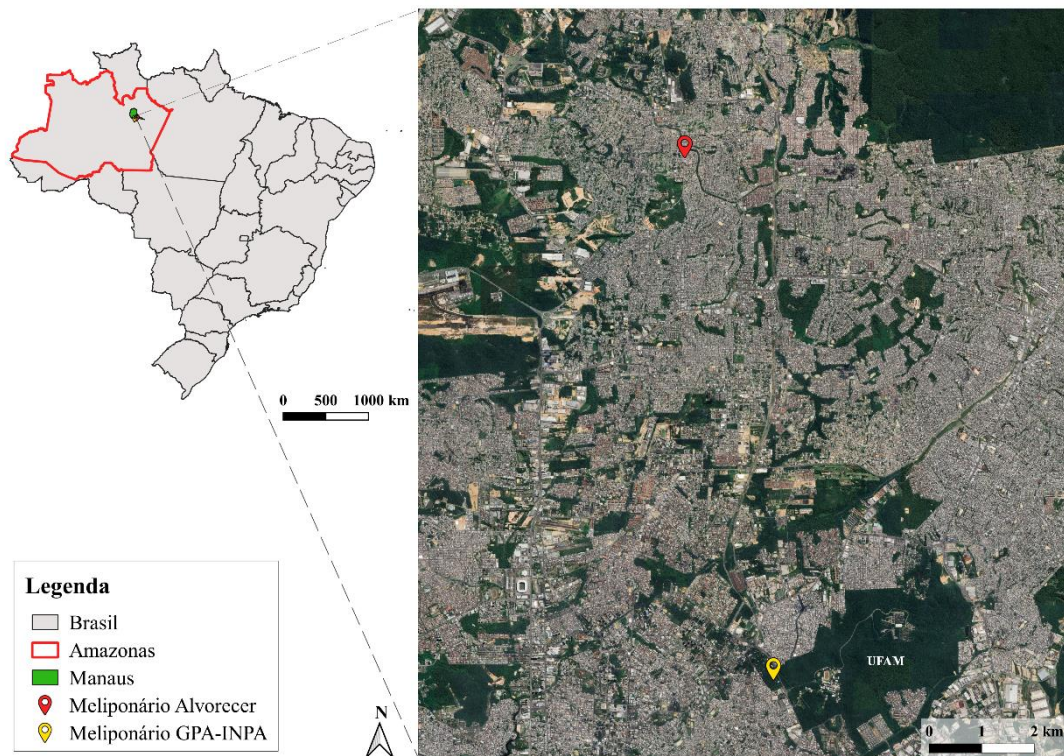 0 500 1000 km
Legenda
Brasil
Amazonas
Manaus
Meliponário Alvorecer
Meliponário GPA-INPA
N
UFAM
0 1 2 km